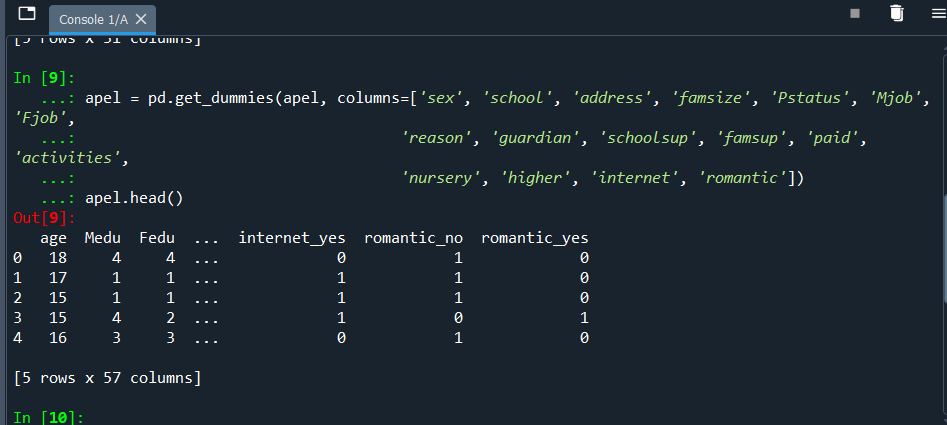 Console 1/A
[5 rows x 31 columns]
In [9]:
...: apel = pd.get_dummies(apel, columns=['sex', 'school', 'address', 'famsize', 'Pstatus', 'Mjob',
'Fjob',
...: 'reason', 'guardian', 'schoolsup', 'famsup', 'paid',
'activities',
...: 'nursery', 'higher', 'internet', 'romantic'])
...: apel.head()
Out[9]:
age Medu Fedu ... internet_yes romantic_no romantic_yes
0 18 4 4 ... 0 1 0
1 17 1 1 ... 1 1 0
2 15 1 1 ... 1 1 0
3 15 4 2 ... 1 0 1
4 16 3 3 ... 0 1 0
[5 rows x 57 columns]
In [10]: